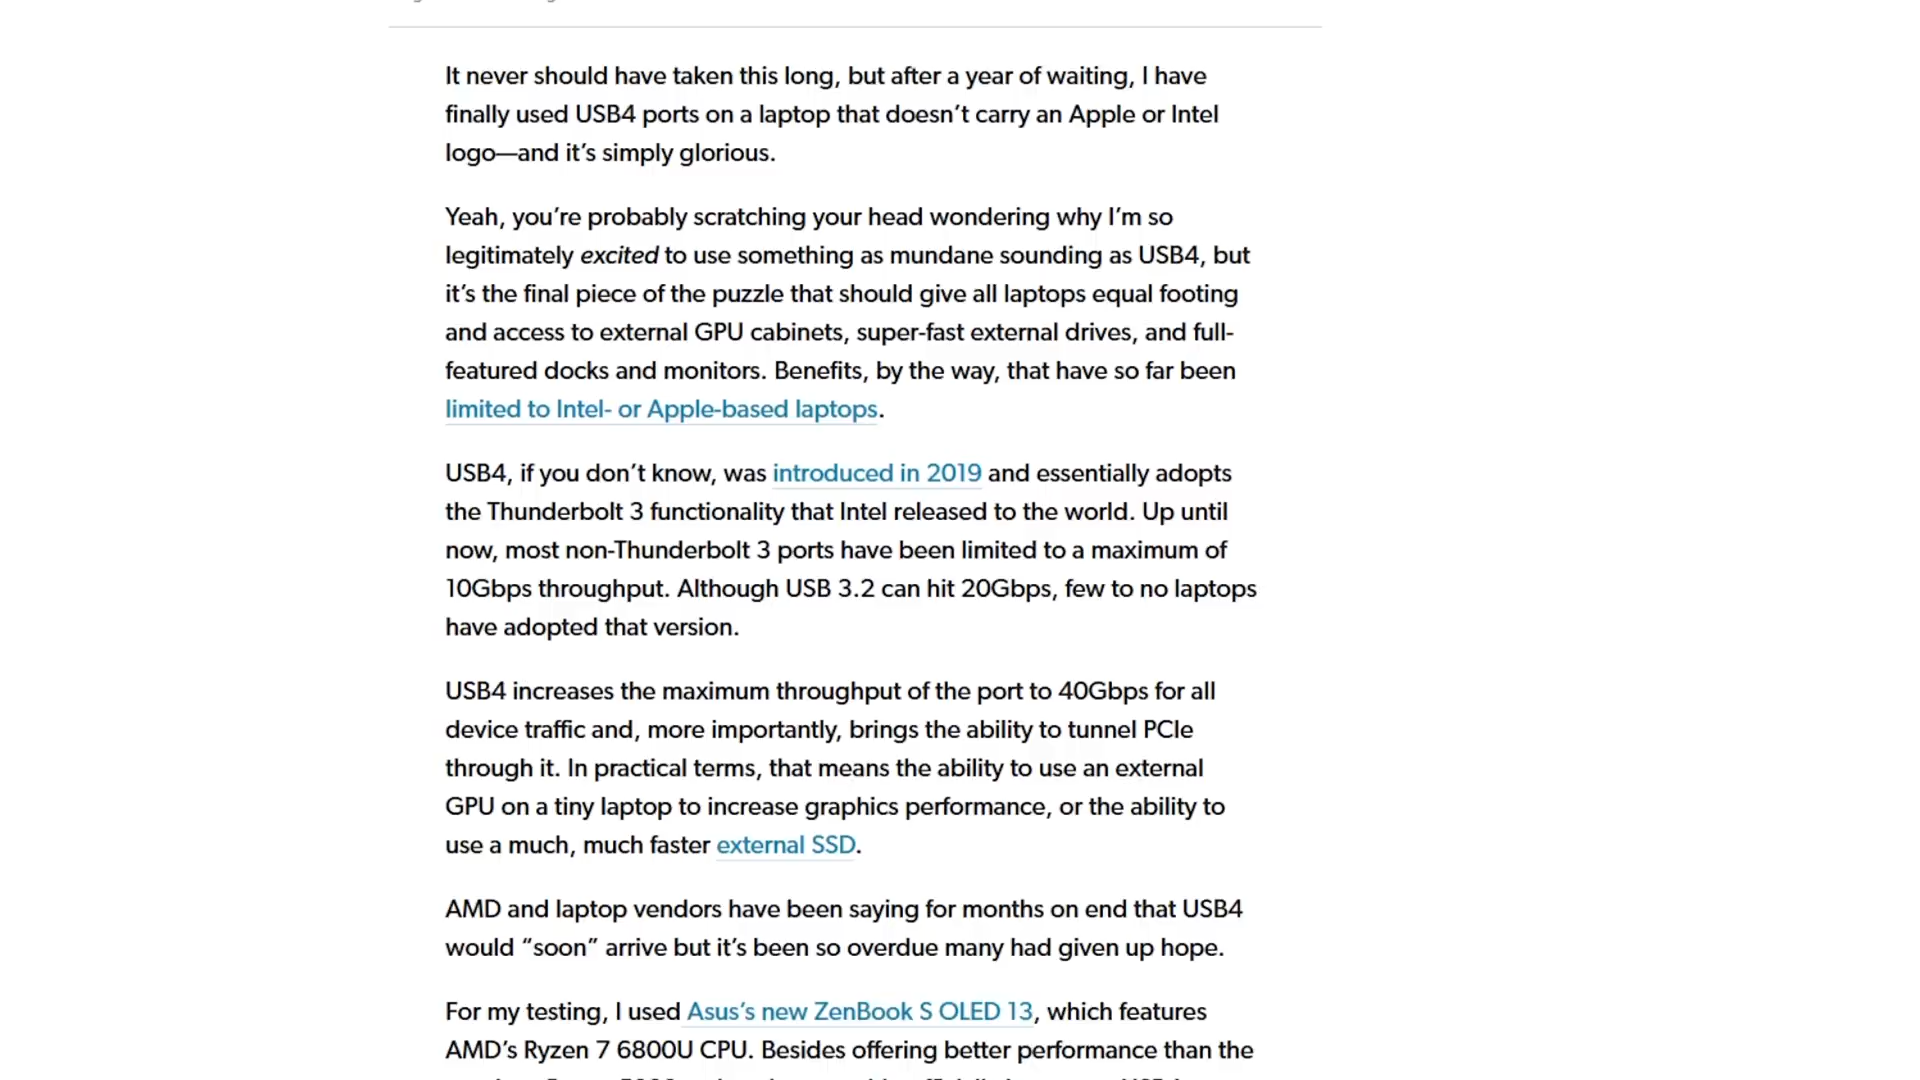 It never should have taken this long, but after a year of waiting, I have
finally used USB4 ports on a laptop that doesn’t carry an Apple or Intel
logo—and it’s simply glorious.
Yeah, you’re probably scratching your head wondering why I’m so
legitimately excited to use something as mundane sounding as USB4, but
it’s the final piece of the puzzle that should give all laptops equal footing
and access to external GPU cabinets, super-fast external drives, and full-
featured docks and monitors. Benefits, by the way, that have so far been
limited to Intel- or Apple-based laptops.
USB4, if you don’t know, was introduced in 2019 and essentially adopts
the Thunderbolt 3 functionality that Intel released to the world. Up until
now, most non-Thunderbolt 3 ports have been limited to a maximum of
10Gbps throughput. Although USB 3.2 can hit 20Gbps, few to no laptops
have adopted that version.
USB4 increases the maximum throughput of the port to 40Gbps for all
device traffic and, more importantly, brings the ability to tunnel PCIe
through it. In practical terms, that means the ability to use an external
GPU on a tiny laptop to increase graphics performance, or the ability to
use a much, much faster external SSD.
AMD and laptop vendors have been saying for months on end that USB4
would “soon” arrive but it’s been so overdue many had given up hope.
For my testing, I used Asus’s new ZenBook S OLED 13, which features
AMD’s Ryzen 7 6800U CPU. Besides offering better performance than the